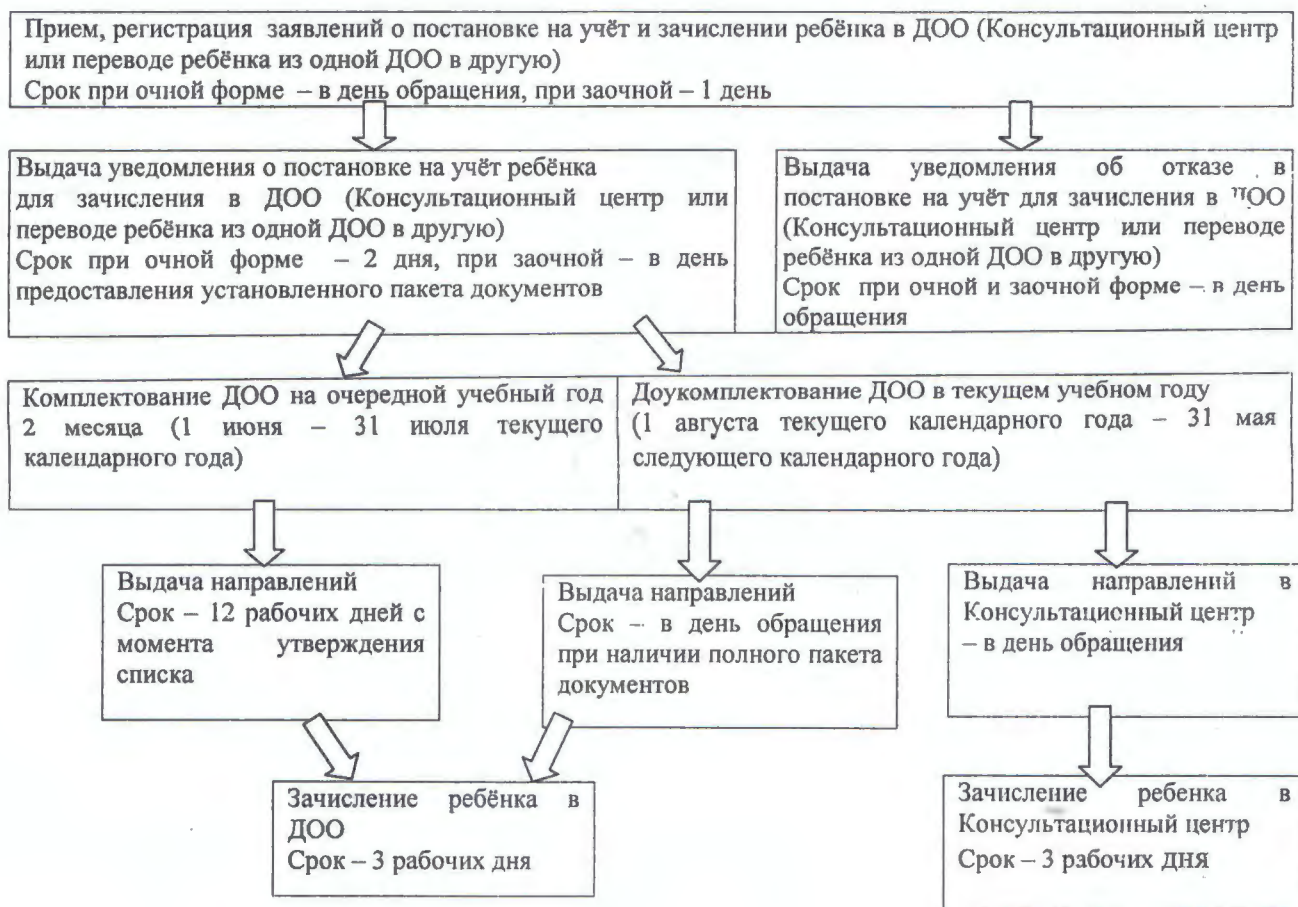 Прием, регистрация заявлений о постановке на учёт и зачислении ребёнка в ДОО (Консультационный центр
или переводе ребёнка из одной ДОО в другую)
Срок при очной форме – в день обращения, при заочной – 1 день
Выдача уведомления о постановке на учёт ребёнка
для зачисления в ДОО (Консультационный центр или
переводе ребёнка из одной ДОО в другую)
Срок при очной форме – 2 дня, при заочной – в день
предоставления установленного пакета документов
Выдача уведомления об отказе в
постановке на учёт для зачисления в ДОО
(Консультационный центр или переводе
ребёнка из одной ДОО в другую)
Срок при очной и заочной форме – в день
обращения
Комплектование ДОО на очередной учебный год
2 месяца (1 июня – 31 июля текущего
календарного года)
Доукомплектование ДОО в текущем учебном году
(1 августа текущего календарного года – 31 мая
следующего календарного года)
Выдача направлений
Срок – 12 рабочих дней с
момента утверждения
списка
Выдача направлений
Срок – в день обращения
при наличии полного пакета
документов
Выдача направлений в
Консультационный центр
– в день обращения
Зачисление ребёнка в
ДОО
Срок – 3 рабочих дня
Зачисление ребенка в
Консультационный центр
Срок – 3 рабочих дня